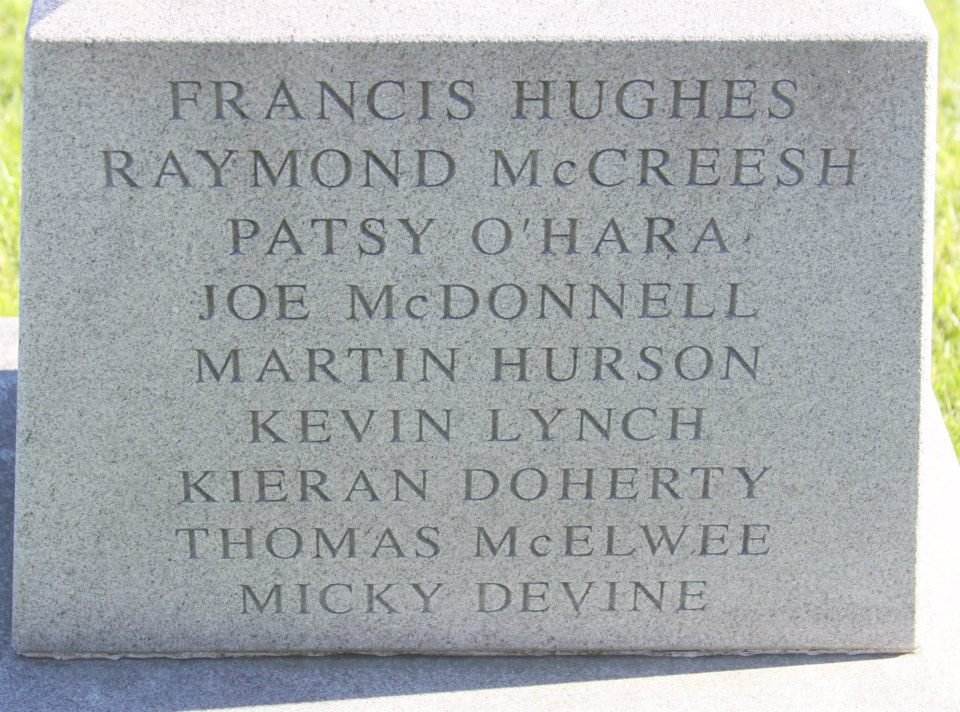 FRANCIS HUGHES
RAYMOND McCREESH
PATSY O'HARA
JOE McDONNELL
MARTIN HURSON
KEVIN LYNCH
KIERAN DOHERTY
THOMAS McELWEE
MICKY DEVINE